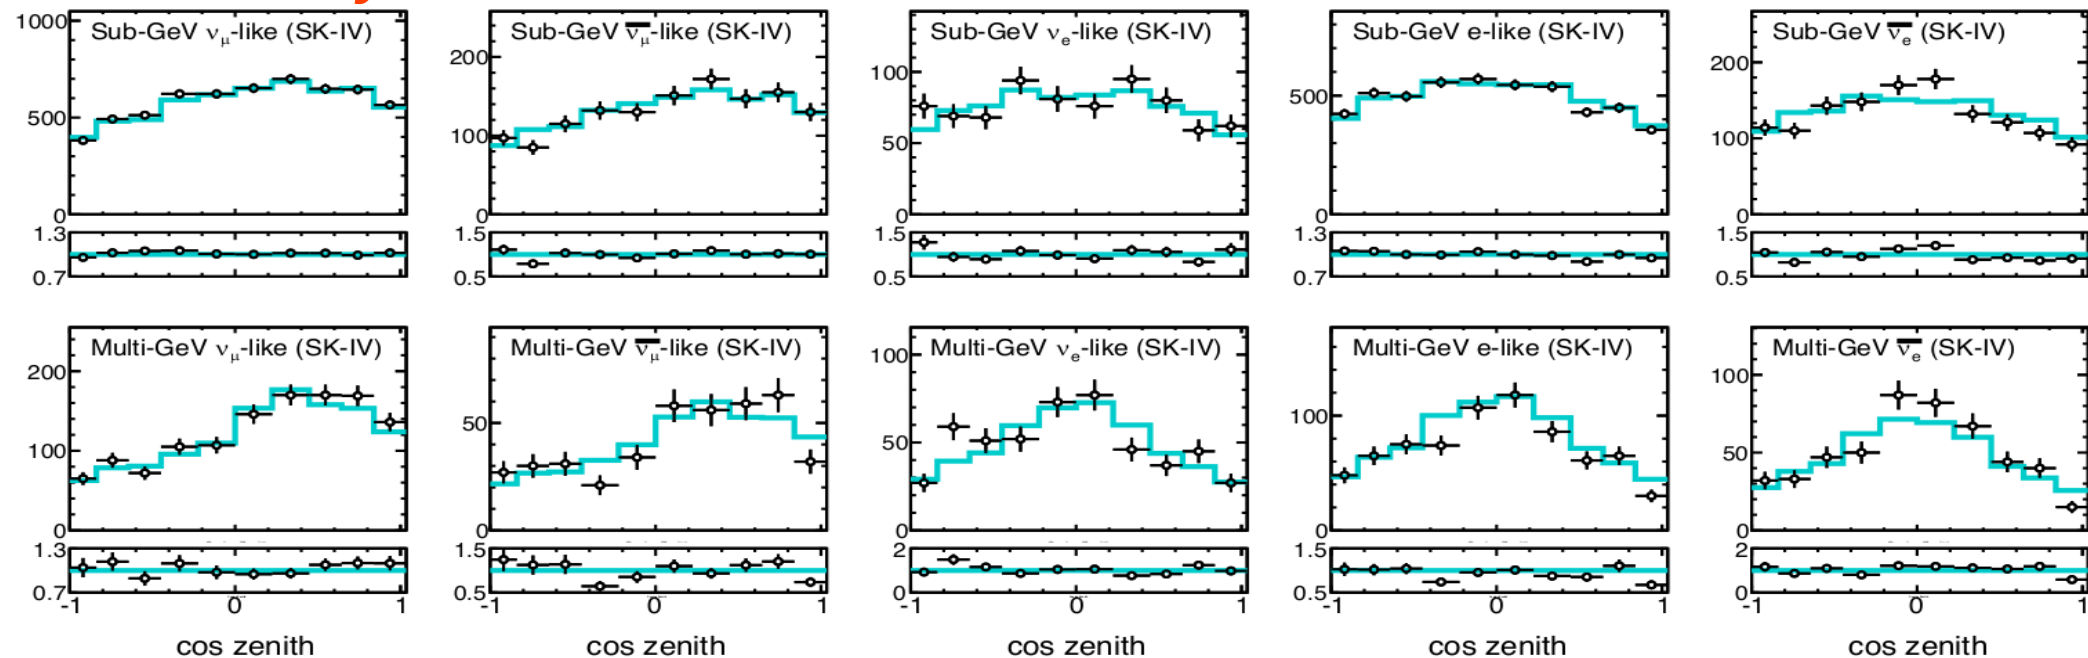 Sub-GeV νμ-like (SK-IV)
1000
500
0
1.3
0.7
Sub-GeV ν̅μ-like (SK-IV)
200
100
0
1.5
0.5
Sub-GeV νe-like (SK-IV)
100
50
0
1.5
0.5
Sub-GeV e-like (SK-IV)
500
0
1.3
0.7
Sub-GeV ν̅e (SK-IV)
200
100
0
1.5
0.5
Multi-GeV νμ-like (SK-IV)
200
100
0
1.3
0.7
-1 0 1
cos zenith
Multi-GeV ν̅μ-like (SK-IV)
50
0
1.5
0.5
-1 0 1
cos zenith
Multi-GeV νe-like (SK-IV)
100
50
0
2
0
-1 0 1
cos zenith
Multi-GeV e-like (SK-IV)
100
0
1.5
0.5
-1 0 1
cos zenith
Multi-GeV ν̅e (SK-IV)
100
50
0
2
0
-1 0 1
cos zenith